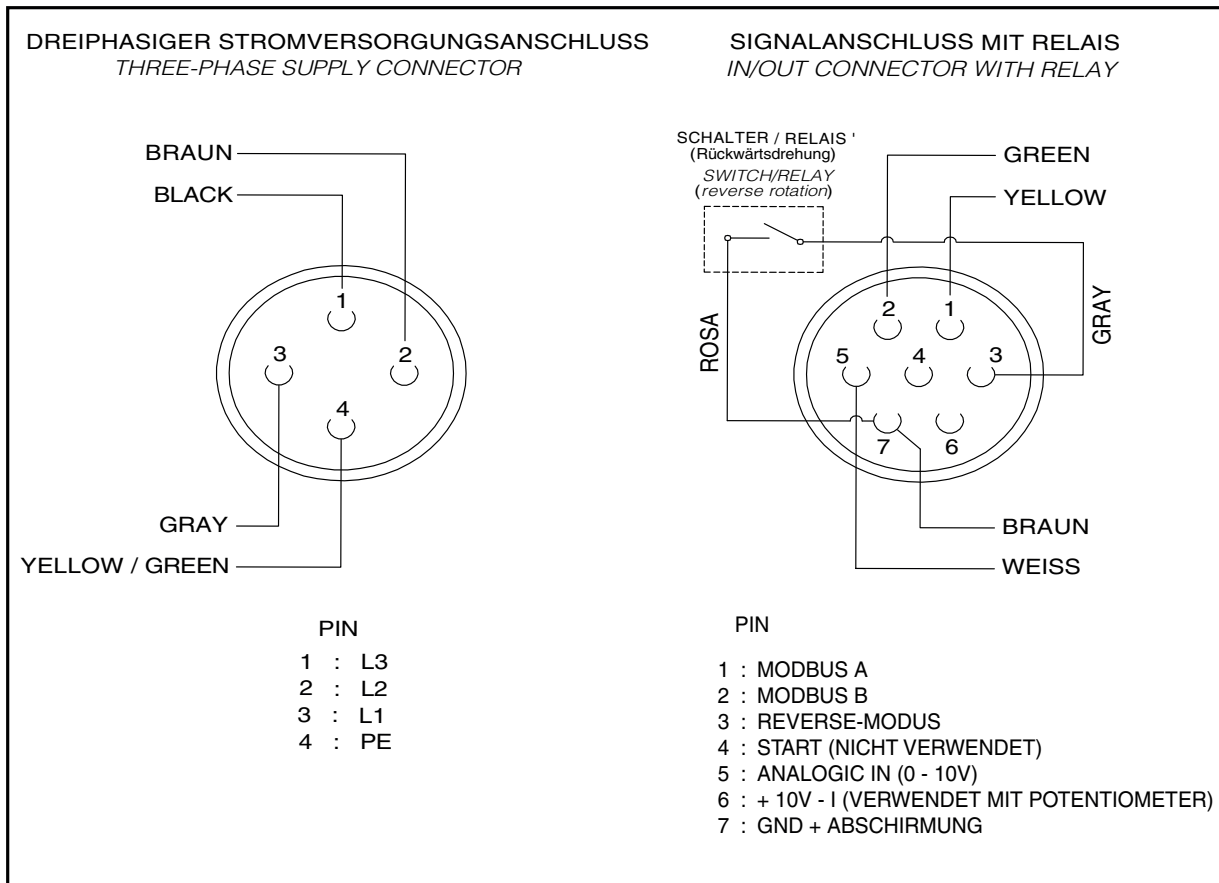 DREIPHASIGER STROMVERSORGUNGSANSCHLUSS
THREE-PHASE SUPPLY CONNECTOR
BRAUN
BLACK
1
3
2
4
GRAY
YELLOW / GREEN
PIN
1 : L3
2 : L2
3 : L1
4 : PE
SIGNALANSCHLUSS MIT RELAIS
IN/OUT CONNECTOR WITH RELAY
SCHALTER / RELAIS '
(Rückwärtsdrehung)
SWITCH/RELAY
(reverse rotation)
GREEN
YELLOW
ROSA
GRAY
2
1
5
4
3
7
6
BRAUN
WEISS
PIN
1 : MODBUS A
2 : MODBUS B
3 : REVERSE-MODUS
4 : START (NICHT VERWENDET)
5 : ANALOGIC IN (0 - 10V)
6 : + 10V - I (VERWENDET MIT POTENTIOMETER)
7 : GND + ABSCHIRMUNG